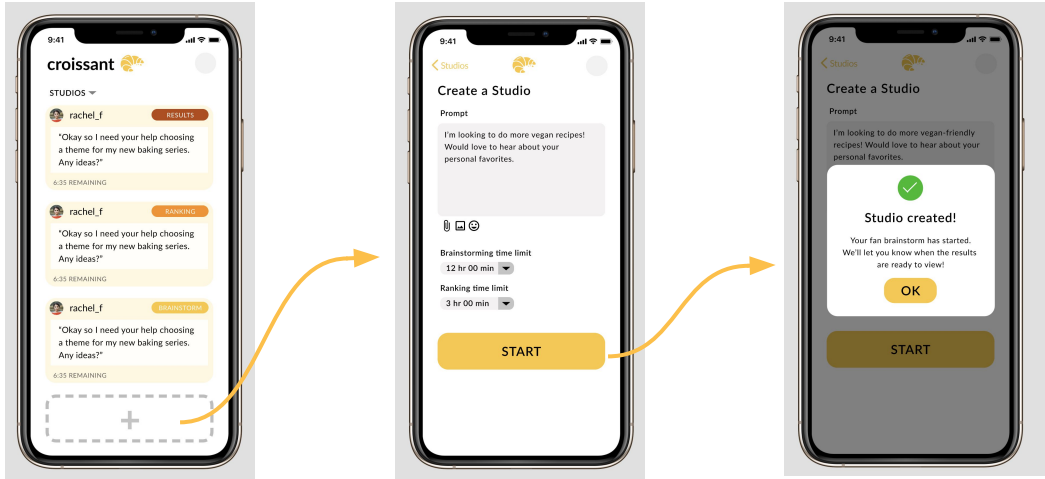 9:41
croissant
STUDIOS
rachel_f
RESULTS
“Okay so I need your help choosing
a theme for my new baking series.
Any ideas?”
6:35 REMAINING
rachel_f
RANKING
“Okay so I need your help choosing
a theme for my new baking series.
Any ideas?”
6:35 REMAINING
rachel_f
BRAINSTORM
“Okay so I need your help choosing
a theme for my new baking series.
Any ideas?”
6:35 REMAINING
+
9:41
Studios
Create a Studio
Prompt
I'm looking to do more vegan recipes!
Would love to hear about your
personal favorites.
Brainstorming time limit
12 hr 00 min
Ranking time limit
3 hr 00 min
START
9:41
Studios
Create a Studio
Prompt
I'm looking to do more vegan-friendly
recipes! Would love to hear about your
personal favorites.
Studio created!
Your fan brainstorm has started.
We'll let you know when the results
are ready to view!
OK
START